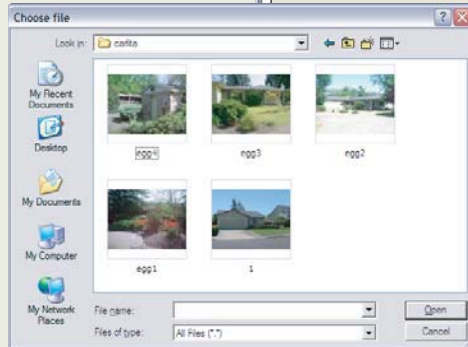 Choose file
Look in: carlita
My Recent
Documents
Desktop
My Documents
My Computer
My Network
Places
egg4
egg3
egg2
egg1
1
File name:
Open
Files of type: All Files (*.*)
Cancel